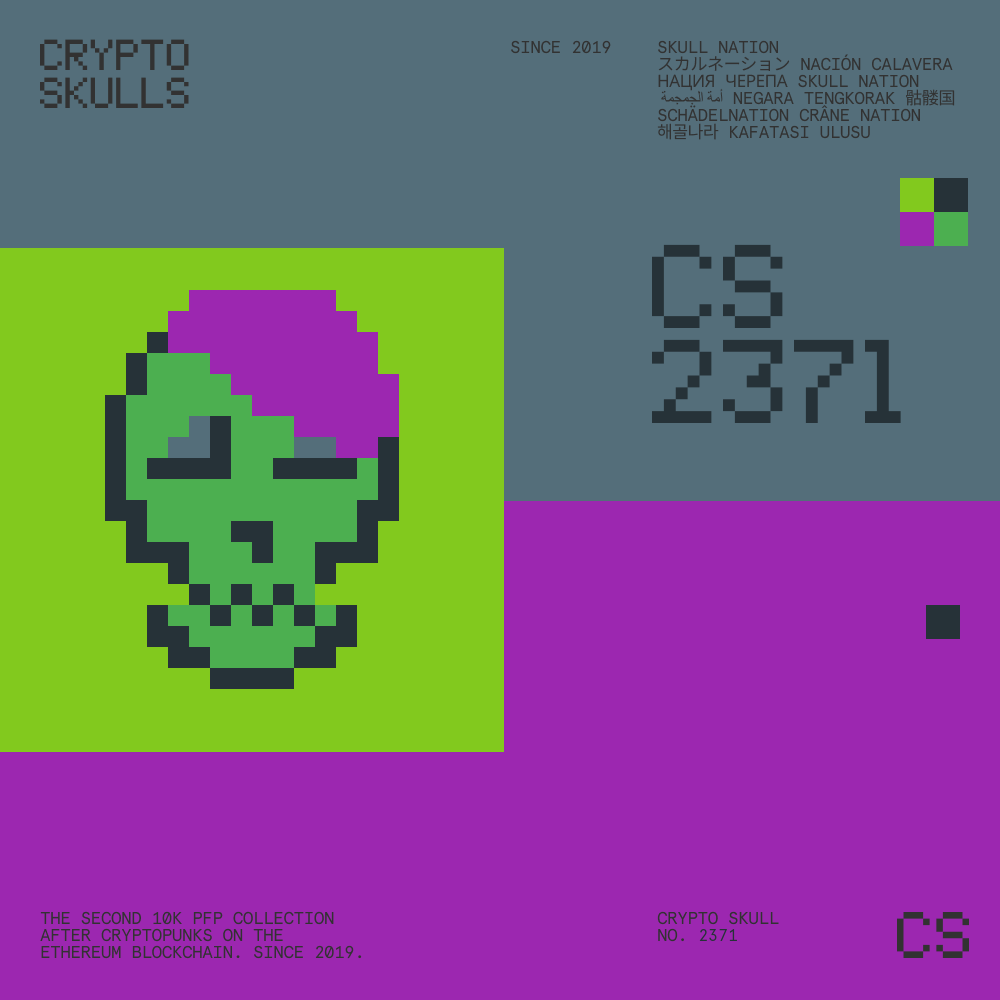 CRYPTO
SKULLS
SINCE 2019
SKULL NATION
スカルネーション NACIÓN CALAVERA
НАЦИЯ ЧЕРЕПА SKULL NATION
أمة الجمجمة NEGARA TENGKORAK 骷髅国
SCHÄDELNATION CRÂNE NATION
해골나라 KAFATASI ULUSU
CS
2371
THE SECOND 10K PFP COLLECTION
AFTER CRYPTOPUNKS ON THE
ETHEREUM BLOCKCHAIN. SINCE 2019.
CRYPTO SKULL
NO. 2371
CS